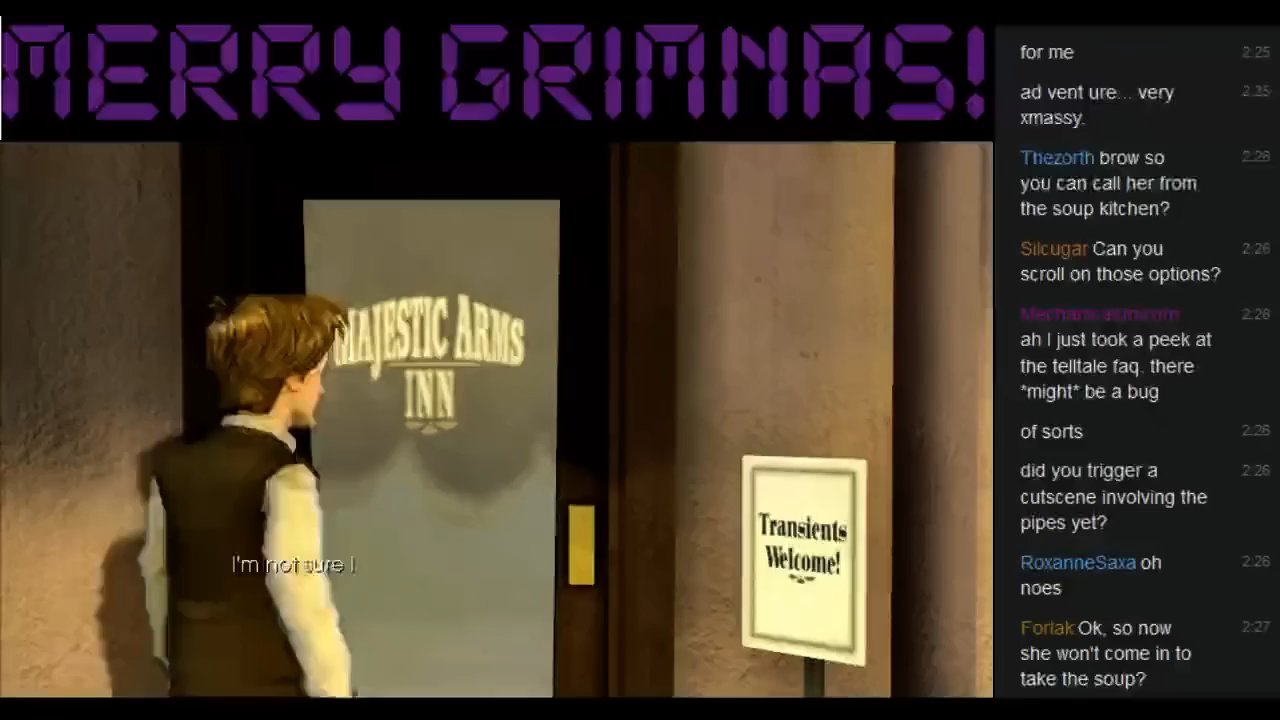 MERRY GRIMMAS!
MAJESTIC ARMS
INN
Transients
Welcome!
I'm not sure I
for me 2:25
ad vent ure... very 2:25
xmassy.
Thezorth brow so 2:26
you can call her from
the soup kitchen?
Silcugar Can you 2:26
scroll on those options?
2:26
ah I just took a peek at
the telltale faq. there
*might* be a bug
of sorts 2:26
did you trigger a 2:26
cutscene involving the
pipes yet?
RoxanneSaxa oh 2:26
noes
Forlak Ok, so now 2:27
she won't come in to
take the soup?